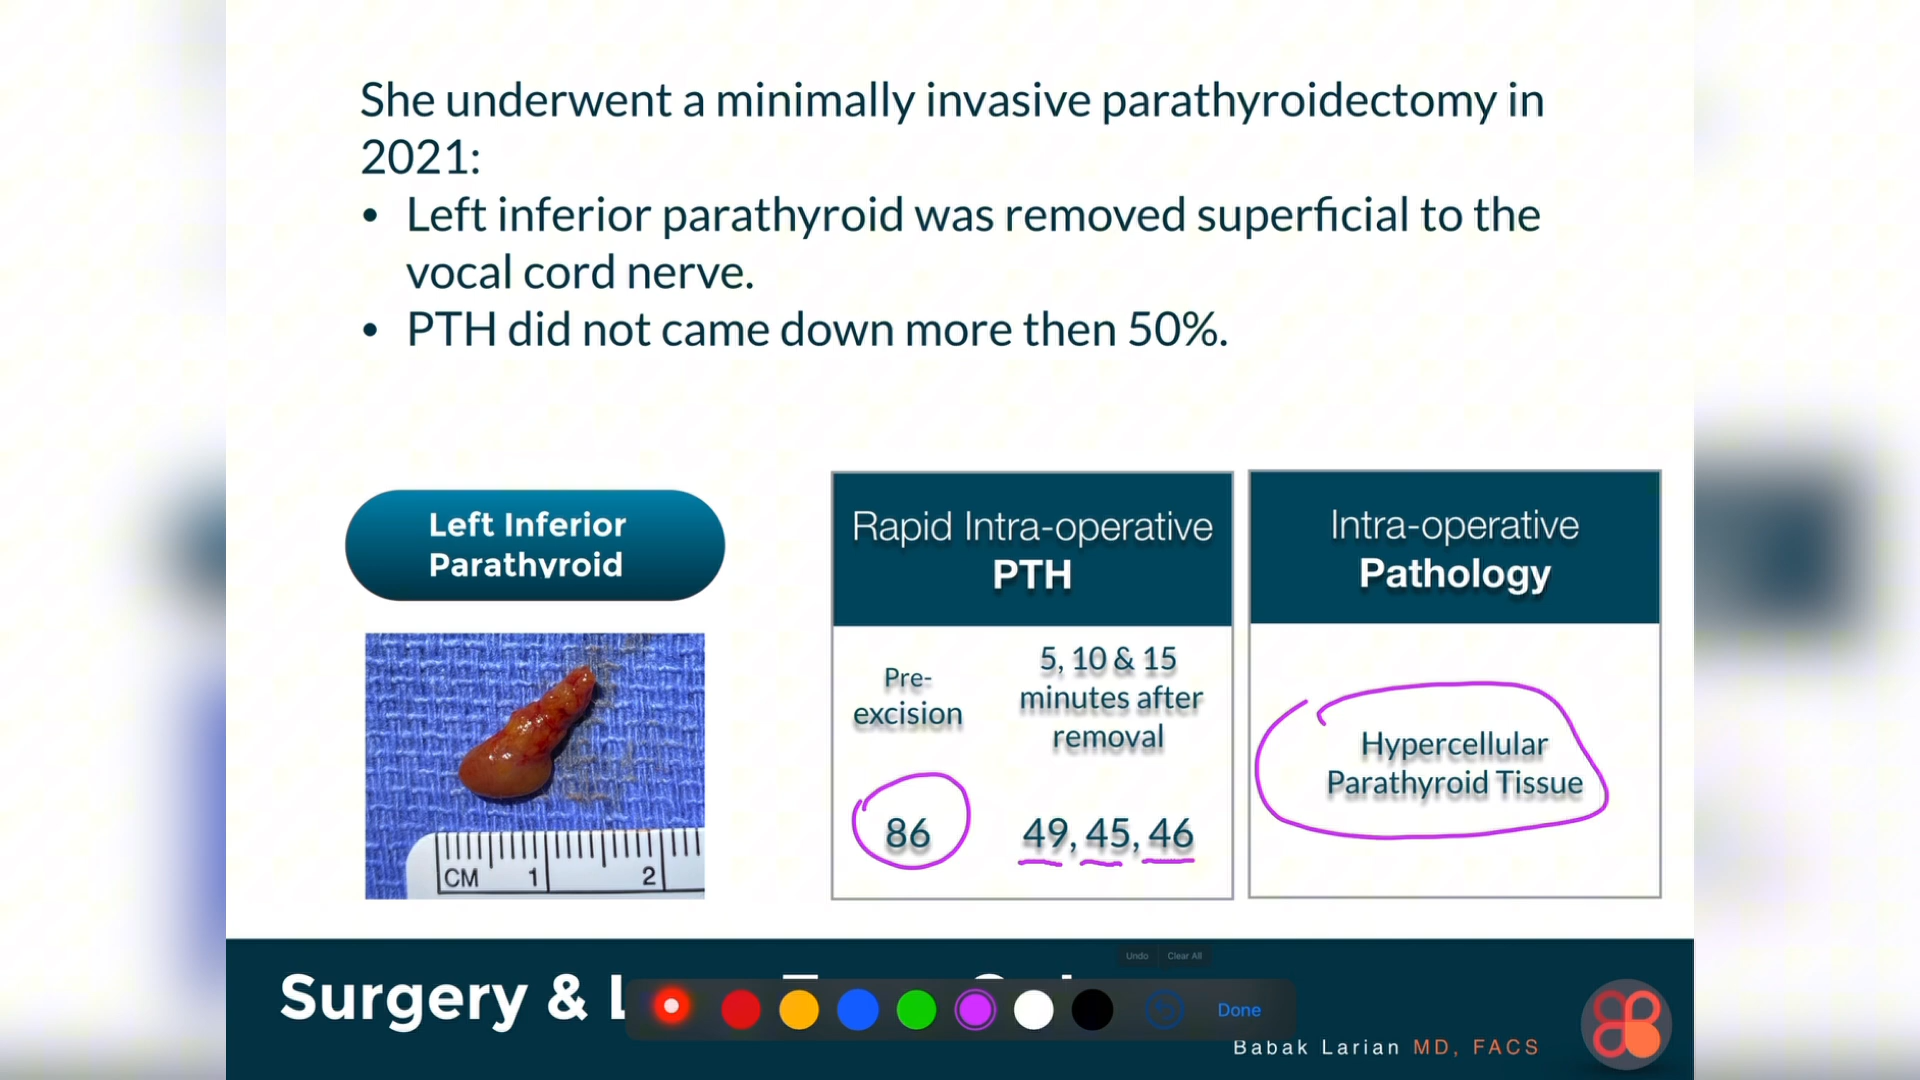 She underwent a minimally invasive parathyroidectomy in
2021:
• Left inferior parathyroid was removed superficial to the
vocal cord nerve.
• PTH did not came down more then 50%.
Left Inferior
Parathyroid
CM 1 2
Rapid Intra-operative
PTH
Pre-
excision
5, 10 & 15
minutes after
removal
86
49, 45, 46
Intra-operative
Pathology
Hypercellular
Parathyroid Tissue
Undo Clear All
Surgery &
Done
Babak Larian MD, FACS